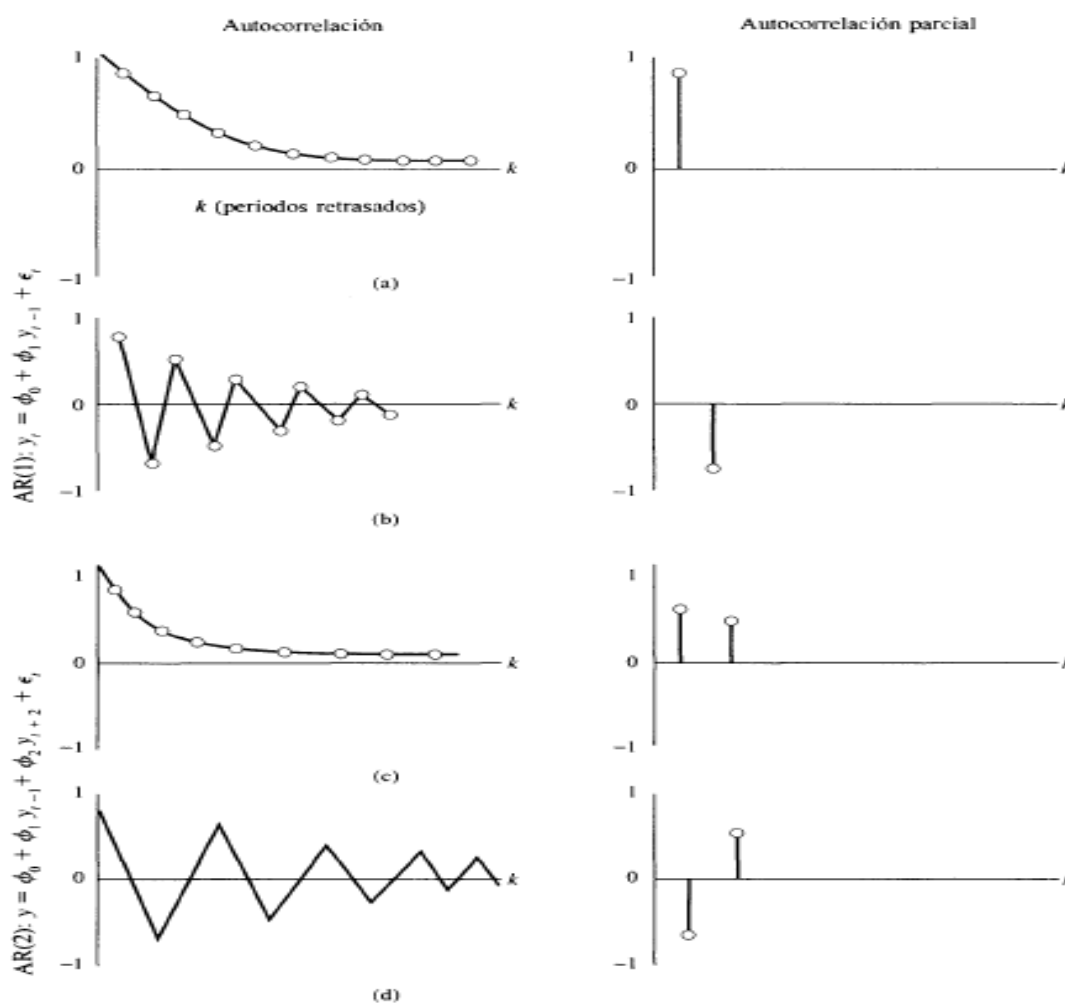 Autocorrelación
Autocorrelación parcial
1
0
−1
k
k (periodos retrasados)
(a)
1
0
−1
AR(1): y_t = ϕ_0 + ϕ_1 y_{t−1} + ϵ_t
1
0
−1
k
(b)
1
0
−1
1
0
−1
k
(c)
1
0
−1
AR(2): y = ϕ_0 + ϕ_1 y_{t−1} + ϕ_2 y_{t+2} + ϵ_t
1
0
−1
k
(d)
1
0
−1